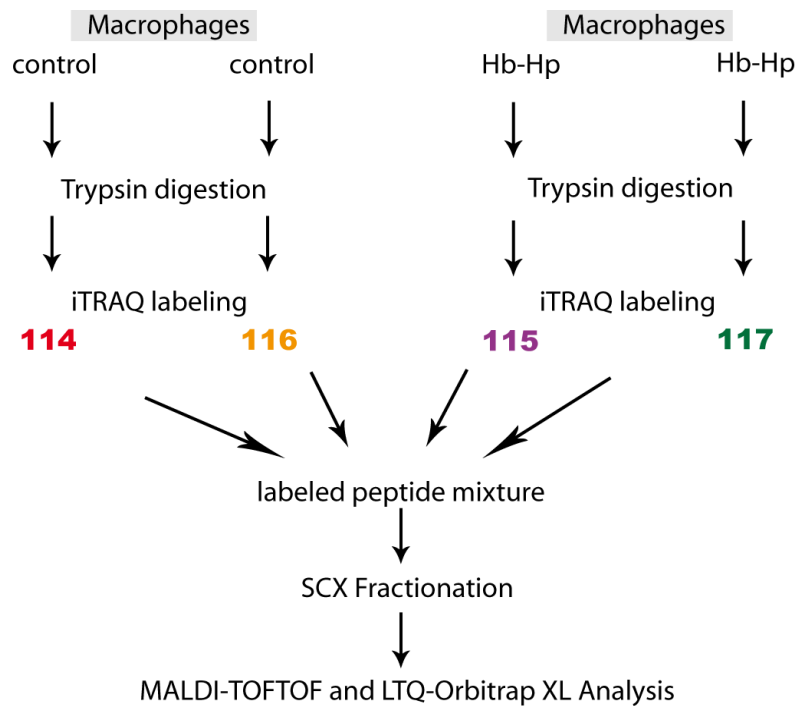 Macrophages
Macrophages
control
control
Hb-Hp
Hb-Hp
Trypsin digestion
Trypsin digestion
iTRAQ labeling
iTRAQ labeling
114
116
115
117
labeled peptide mixture
SCX Fractionation
MALDI-TOFTOF and LTQ-Orbitrap XL Analysis